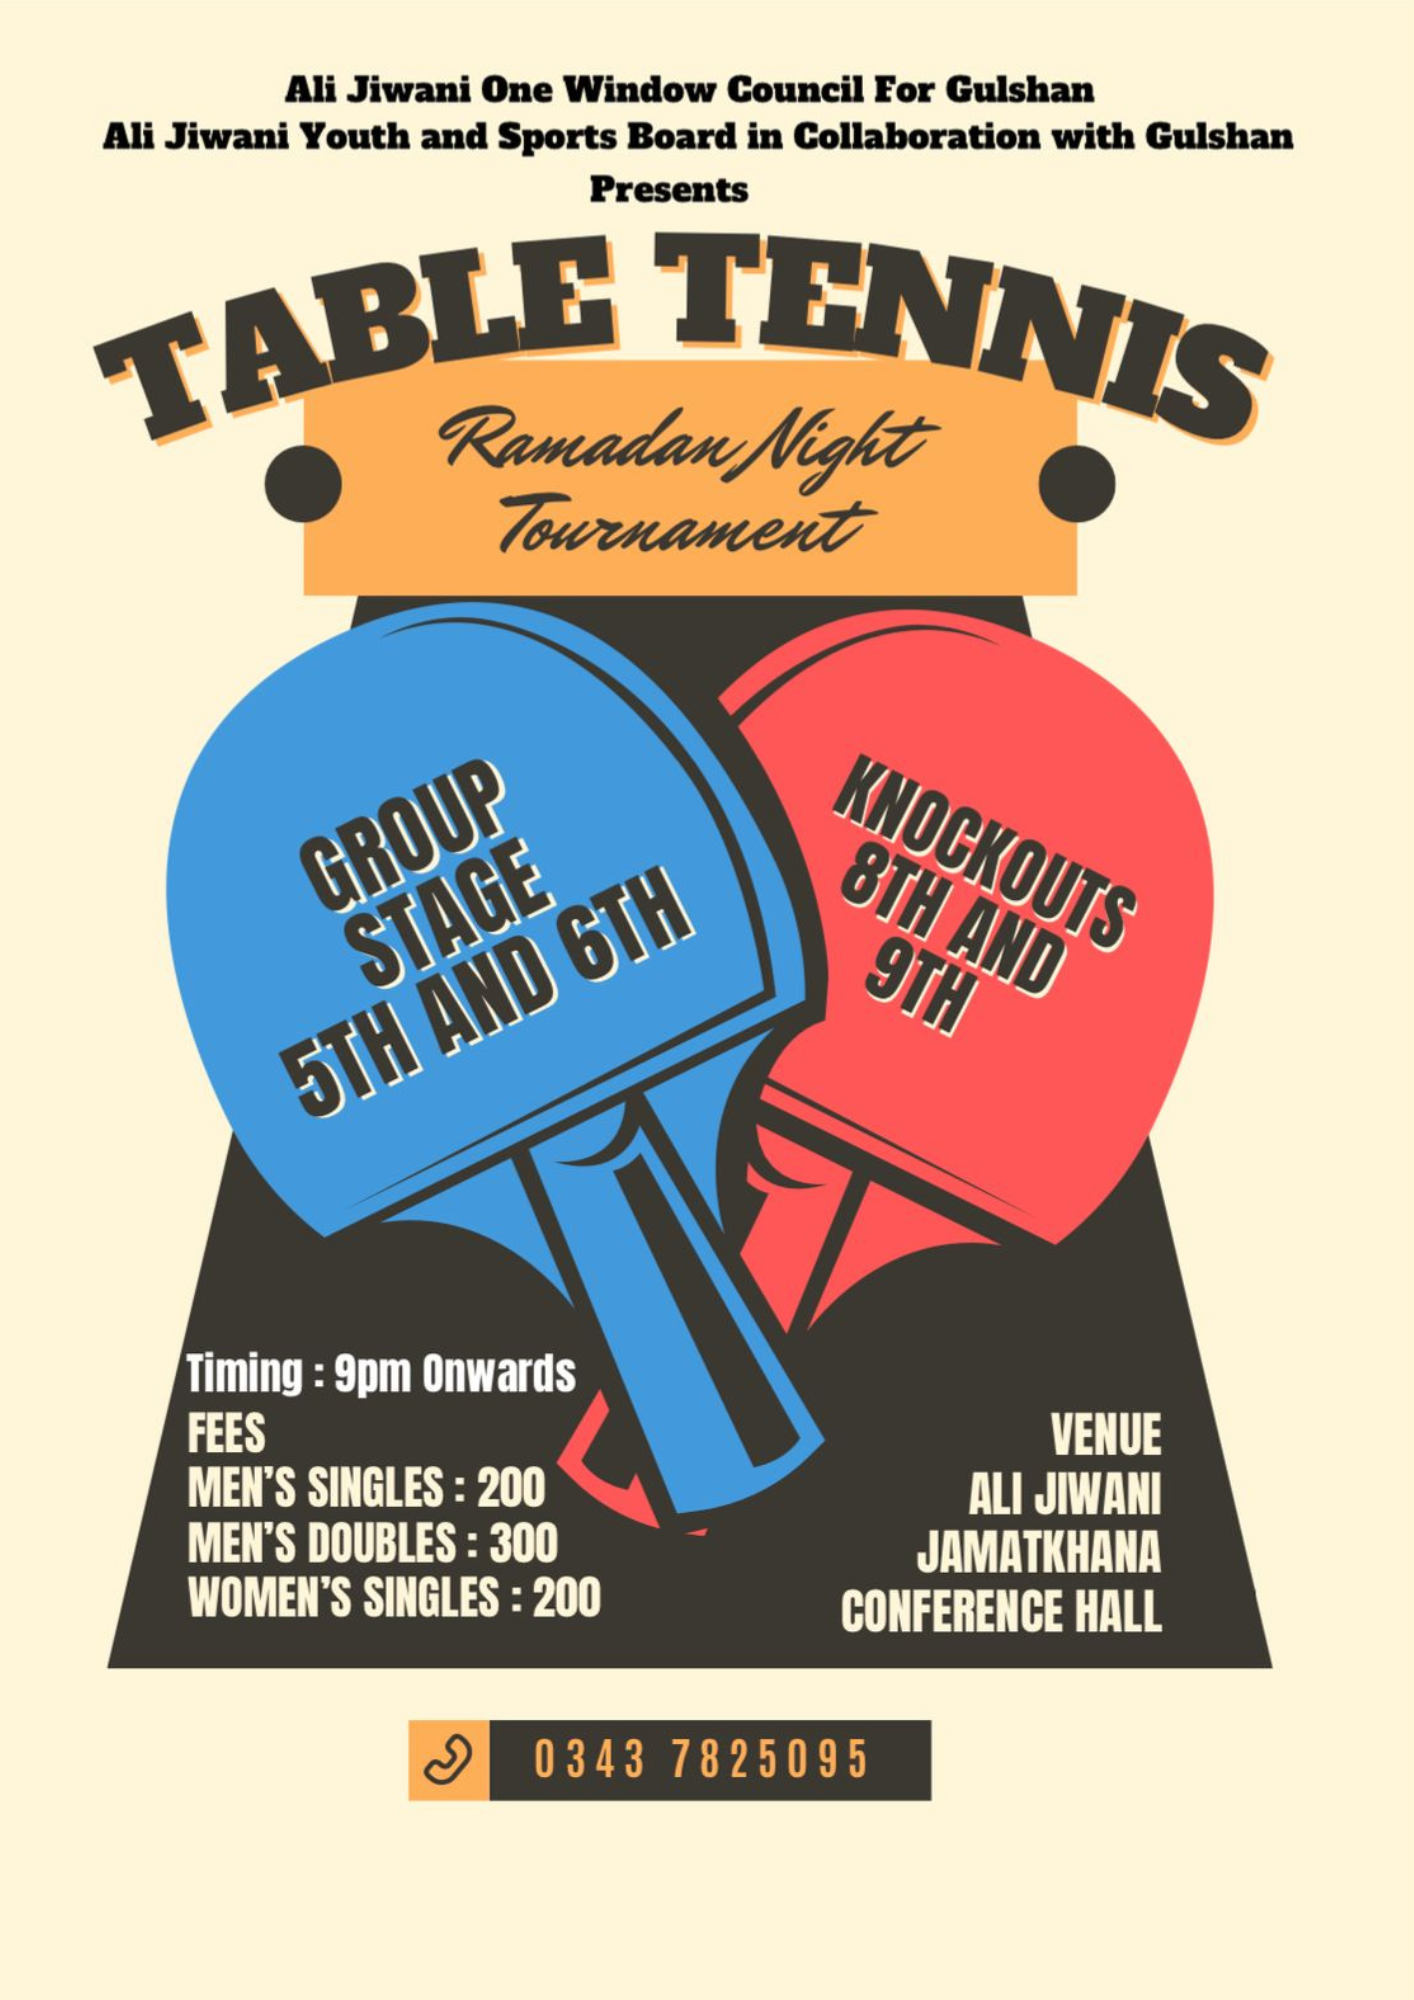 Ali Jiwani One Window Council For Gulshan
Ali Jiwani Youth and Sports Board in Collaboration with Gulshan
Presents
TABLE TENNIS
Ramadan Night
Tournament
GROUP
STAGE
5TH AND 6TH
KNOCKOUTS
8TH AND
9TH
Timing : 9pm Onwards
FEES
MEN'S SINGLES : 200
MEN'S DOUBLES : 300
WOMEN'S SINGLES : 200
VENUE
ALI JIWANI
JAMATKHANA
CONFERENCE HALL
0343 7825095